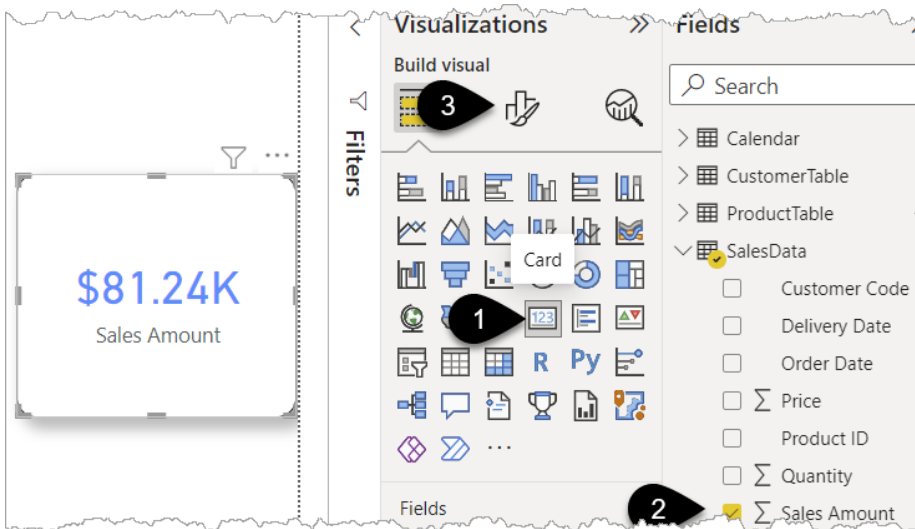 Visualizations
Build visual
3
Filters
$81.24K
Sales Amount
Card
1
123
R
Py
Fields
Fields
Search
Calendar
CustomerTable
ProductTable
SalesData
Customer Code
Delivery Date
Order Date
Price
Product ID
Quantity
2
Sales Amount